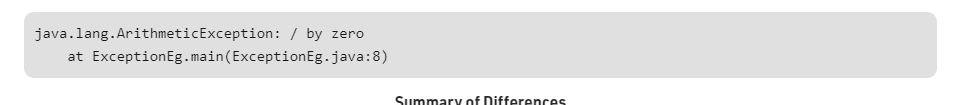 java.lang.ArithmeticException: / by zero
    at ExceptionEg.main(ExceptionEg.java:8)
Summary of Differences